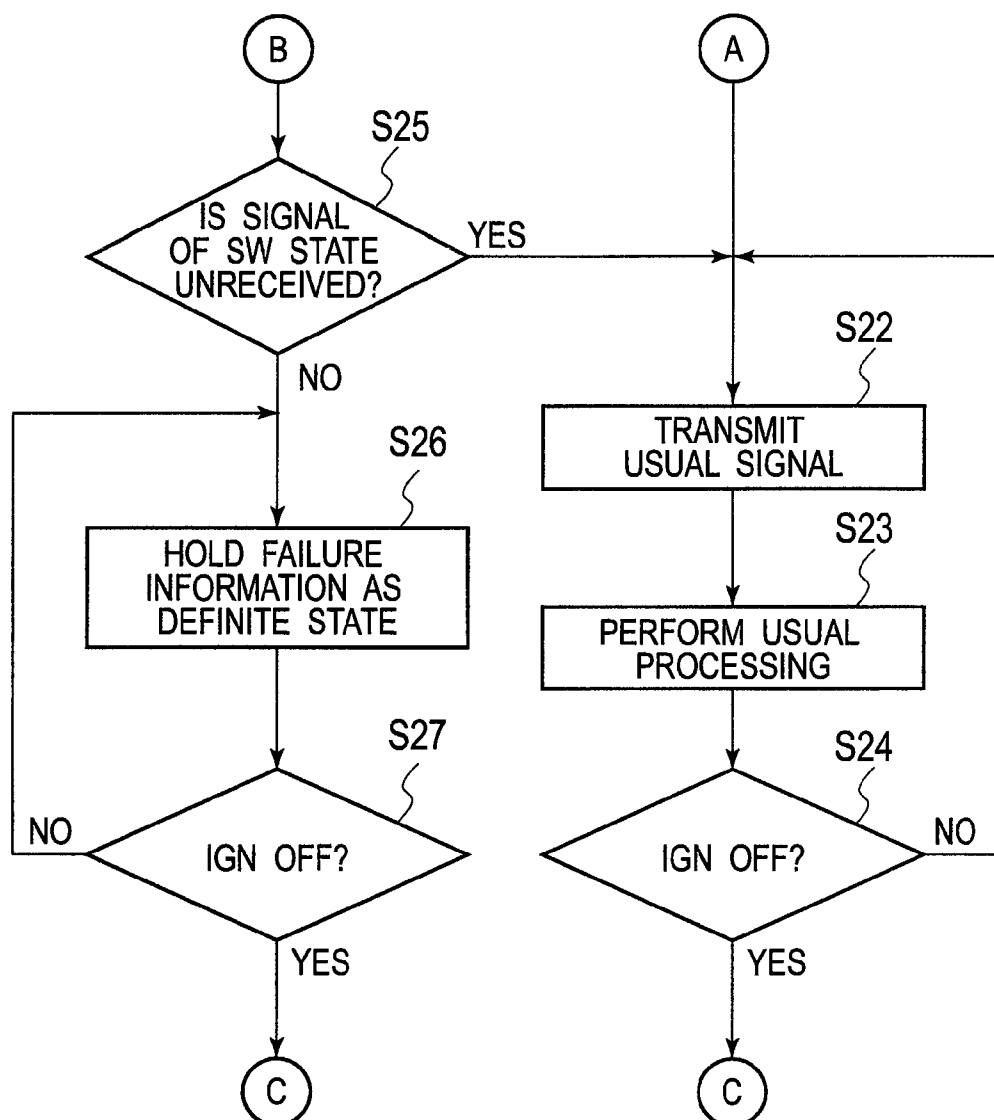 B
A
S25
IS SIGNAL
OF SW STATE
UNRECEIVED?
YES
NO
S22
TRANSMIT
USUAL SIGNAL
S26
HOLD FAILURE
INFORMATION AS
DEFINITE STATE
S23
PERFORM USUAL
PROCESSING
S27
IGN OFF?
NO
YES
S24
IGN OFF?
NO
YES
C
C